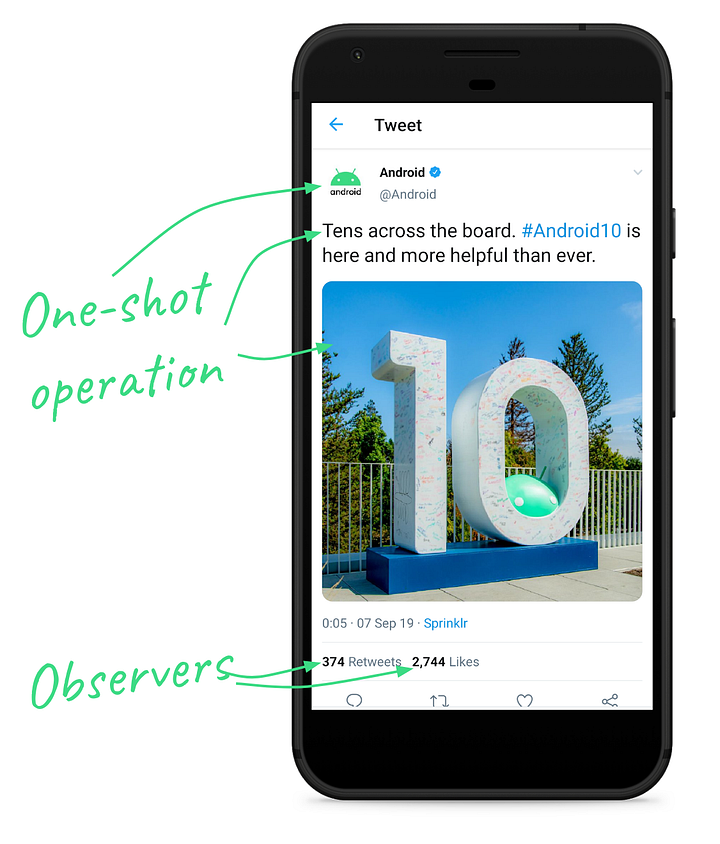 Tweet
Android
android
@Android
Tens across the board. #Android10 is
here and more helpful than ever.
One-shot
operation
10
0:05 · 07 Sep 19 · Sprinklr
374 Retweets 2,744 Likes
Observers